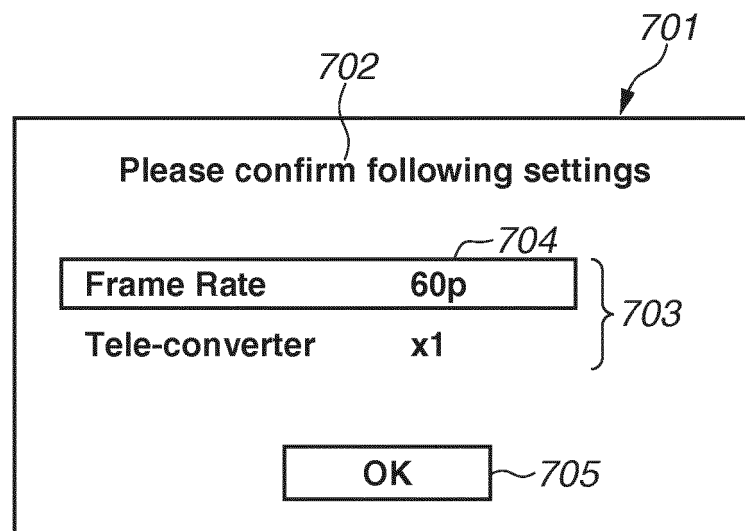 701
702
Please confirm following settings
704
Frame Rate 60p
703
Tele-converter x1
OK 705